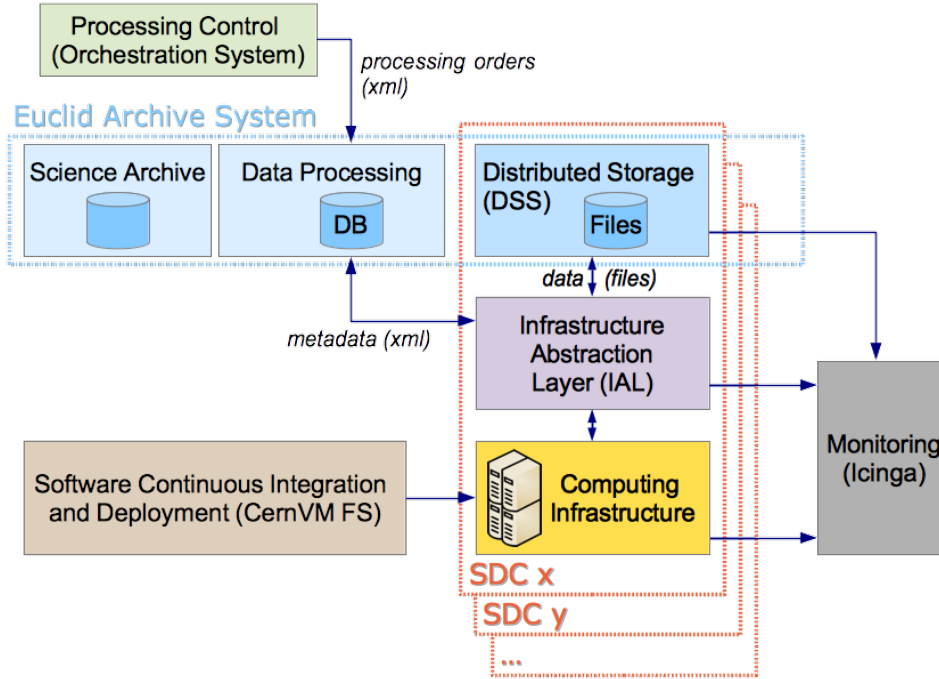 Processing Control
(Orchestration System)
processing orders
(xml)
Euclid Archive System
Science Archive
Data Processing
DB
Distributed Storage
(DSS)
Files
data (files)
metadata (xml)
Infrastructure
Abstraction
Layer (IAL)
Monitoring
(Icinga)
Software Continuous Integration
and Deployment (CernVM FS)
Computing
Infrastructure
SDC x
SDC y
...